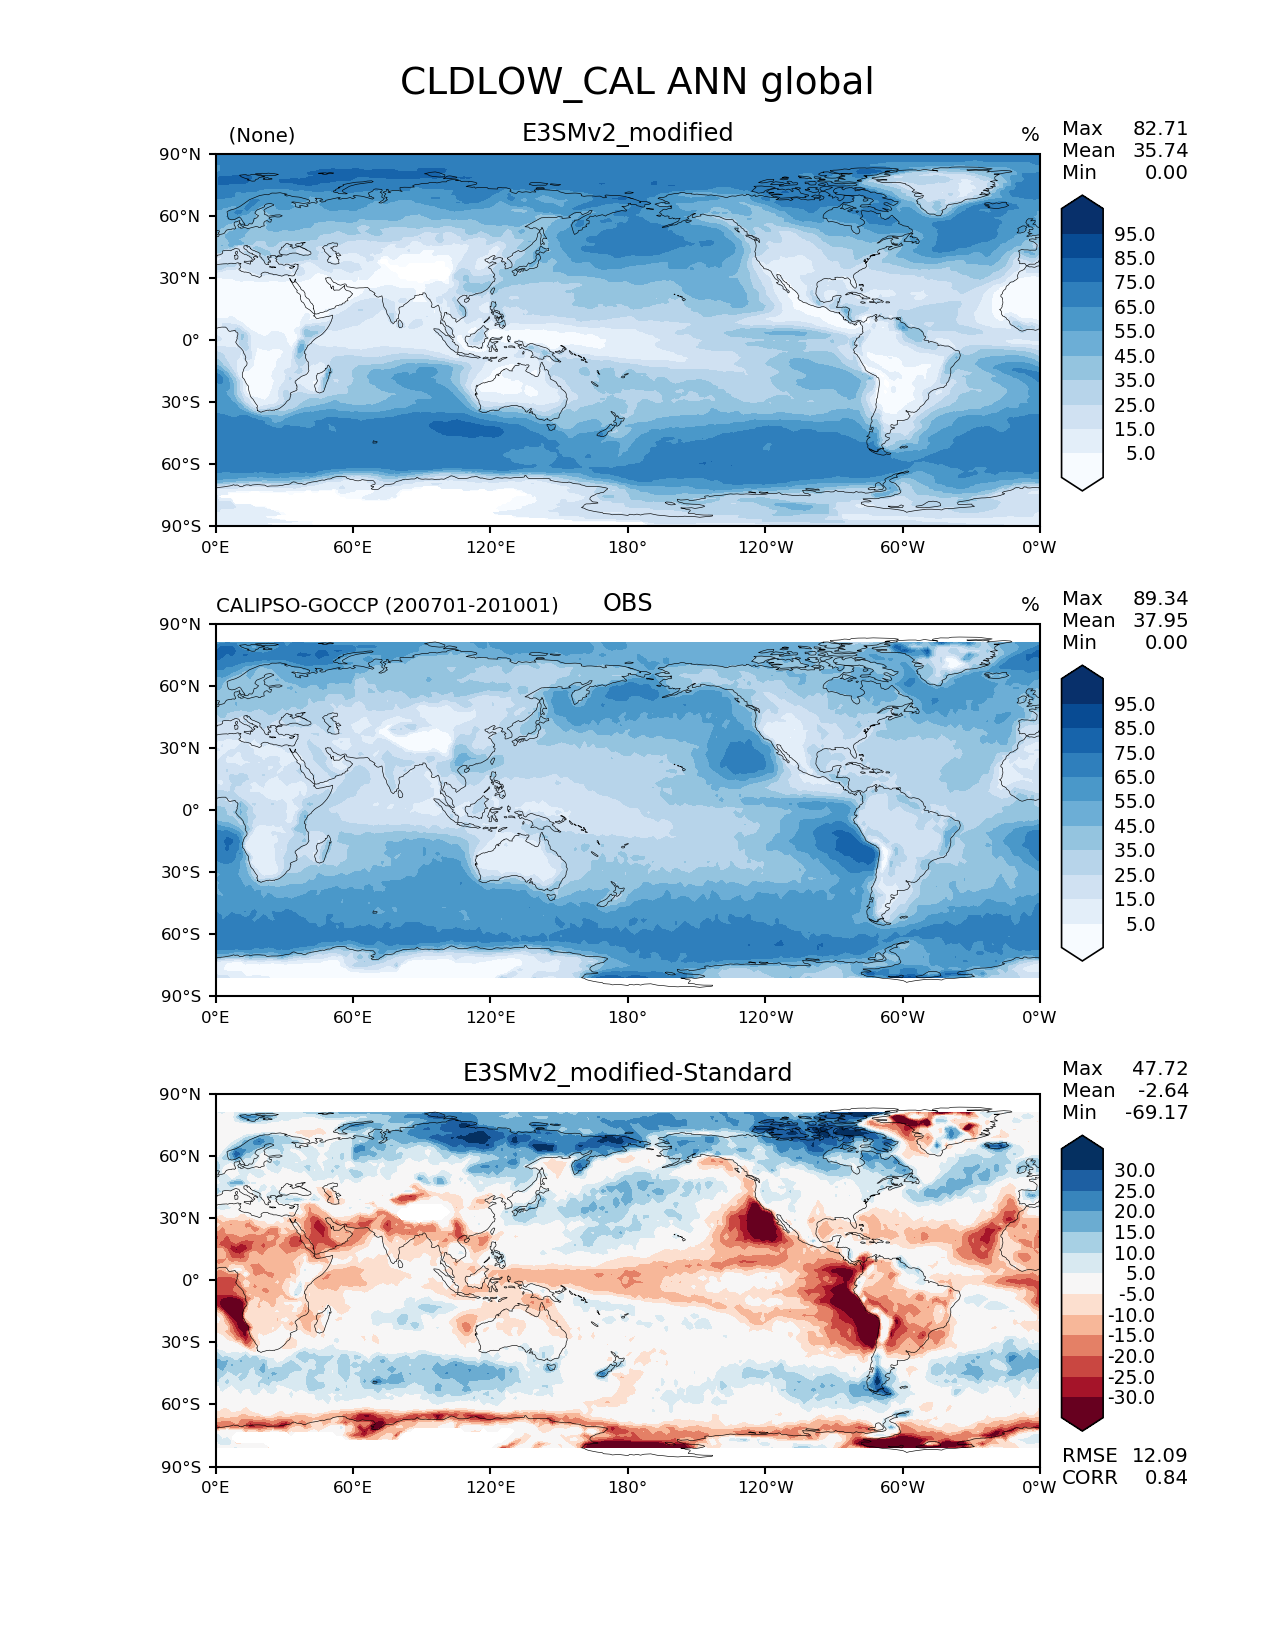 CLDLOW_CAL ANN global
(None) E3SMv2_modified %
Max 82.71
Mean 35.74
Min 0.00
90°N
60°N
30°N
0°
30°S
60°S
90°S
0°E 60°E 120°E 180° 120°W 60°W 0°W
95.0
85.0
75.0
65.0
55.0
45.0
35.0
25.0
15.0
5.0
CALIPSO-GOCCP (200701-201001) OBS %
Max 89.34
Mean 37.95
Min 0.00
90°N
60°N
30°N
0°
30°S
60°S
90°S
0°E 60°E 120°E 180° 120°W 60°W 0°W
95.0
85.0
75.0
65.0
55.0
45.0
35.0
25.0
15.0
5.0
E3SMv2_modified-Standard
Max 47.72
Mean -2.64
Min -69.17
90°N
60°N
30°N
0°
30°S
60°S
90°S
0°E 60°E 120°E 180° 120°W 60°W 0°W
30.0
25.0
20.0
15.0
10.0
5.0
-5.0
-10.0
-15.0
-20.0
-25.0
-30.0
RMSE 12.09
CORR 0.84